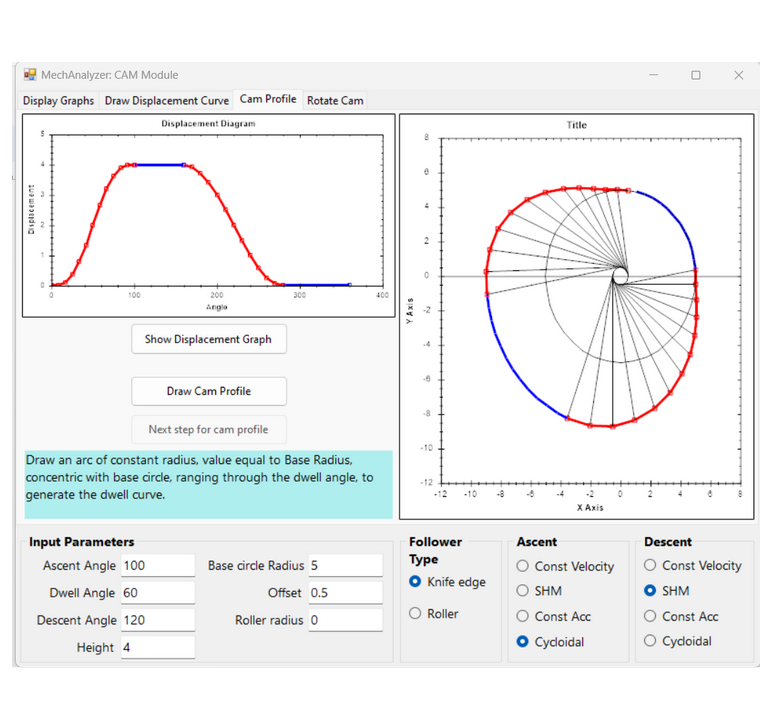 MechAnalyzer: CAM Module
Display Graphs Draw Displacement Curve Cam Profile Rotate Cam
Displacement Diagram
5
4
3
2
1
0
Displacement
0 100 200 300 400
Angle
Title
8
6
4
2
0
-2
-4
-6
-8
-10
-12
Y Axis
-12 -10 -8 -6 -4 -2 0 2 4 6 8
X Axis
Show Displacement Graph
Draw Cam Profile
Next step for cam profile
Draw an arc of constant radius, value equal to Base Radius,
concentric with base circle, ranging through the dwell angle, to
generate the dwell curve.
Input Parameters
Ascent Angle 100 Base circle Radius 5
Dwell Angle 60 Offset 0.5
Descent Angle 120 Roller radius 0
Height 4
Follower
Type
Knife edge
Roller
Ascent
Const Velocity
SHM
Const Acc
Cycloidal
Descent
Const Velocity
SHM
Const Acc
Cycloidal